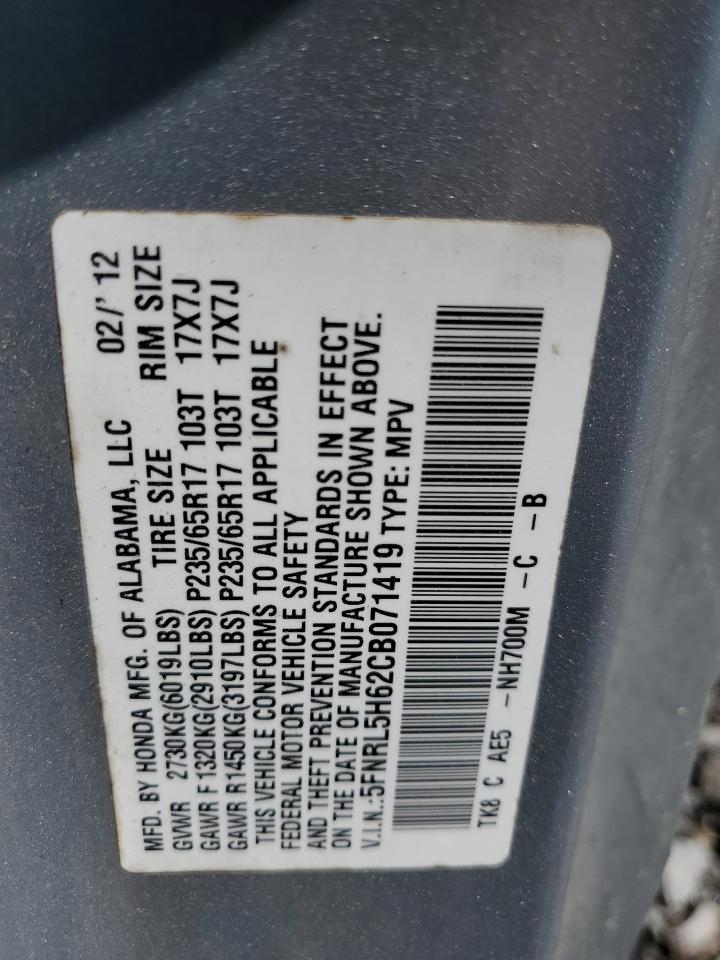 MFD. BY HONDA MFG. OF ALABAMA, LLC 02/' 12
GVWR 2730KG(6019LBS) TIRE SIZE RIM SIZE
GAWR F 1320KG(2910LBS) P235/65R17 103T 17X7J
GAWR R1450KG(3197LBS) P235/65R17 103T 17X7J
THIS VEHICLE CONFORMS TO ALL APPLICABLE
FEDERAL MOTOR VEHICLE SAFETY
AND THEFT PREVENTION STANDARDS IN EFFECT
ON THE DATE OF MANUFACTURE SHOWN ABOVE.
V.I.N.:5FNRL5H62CB071419 TYPE: MPV
TK8 C AE5 -NH700M -C -B